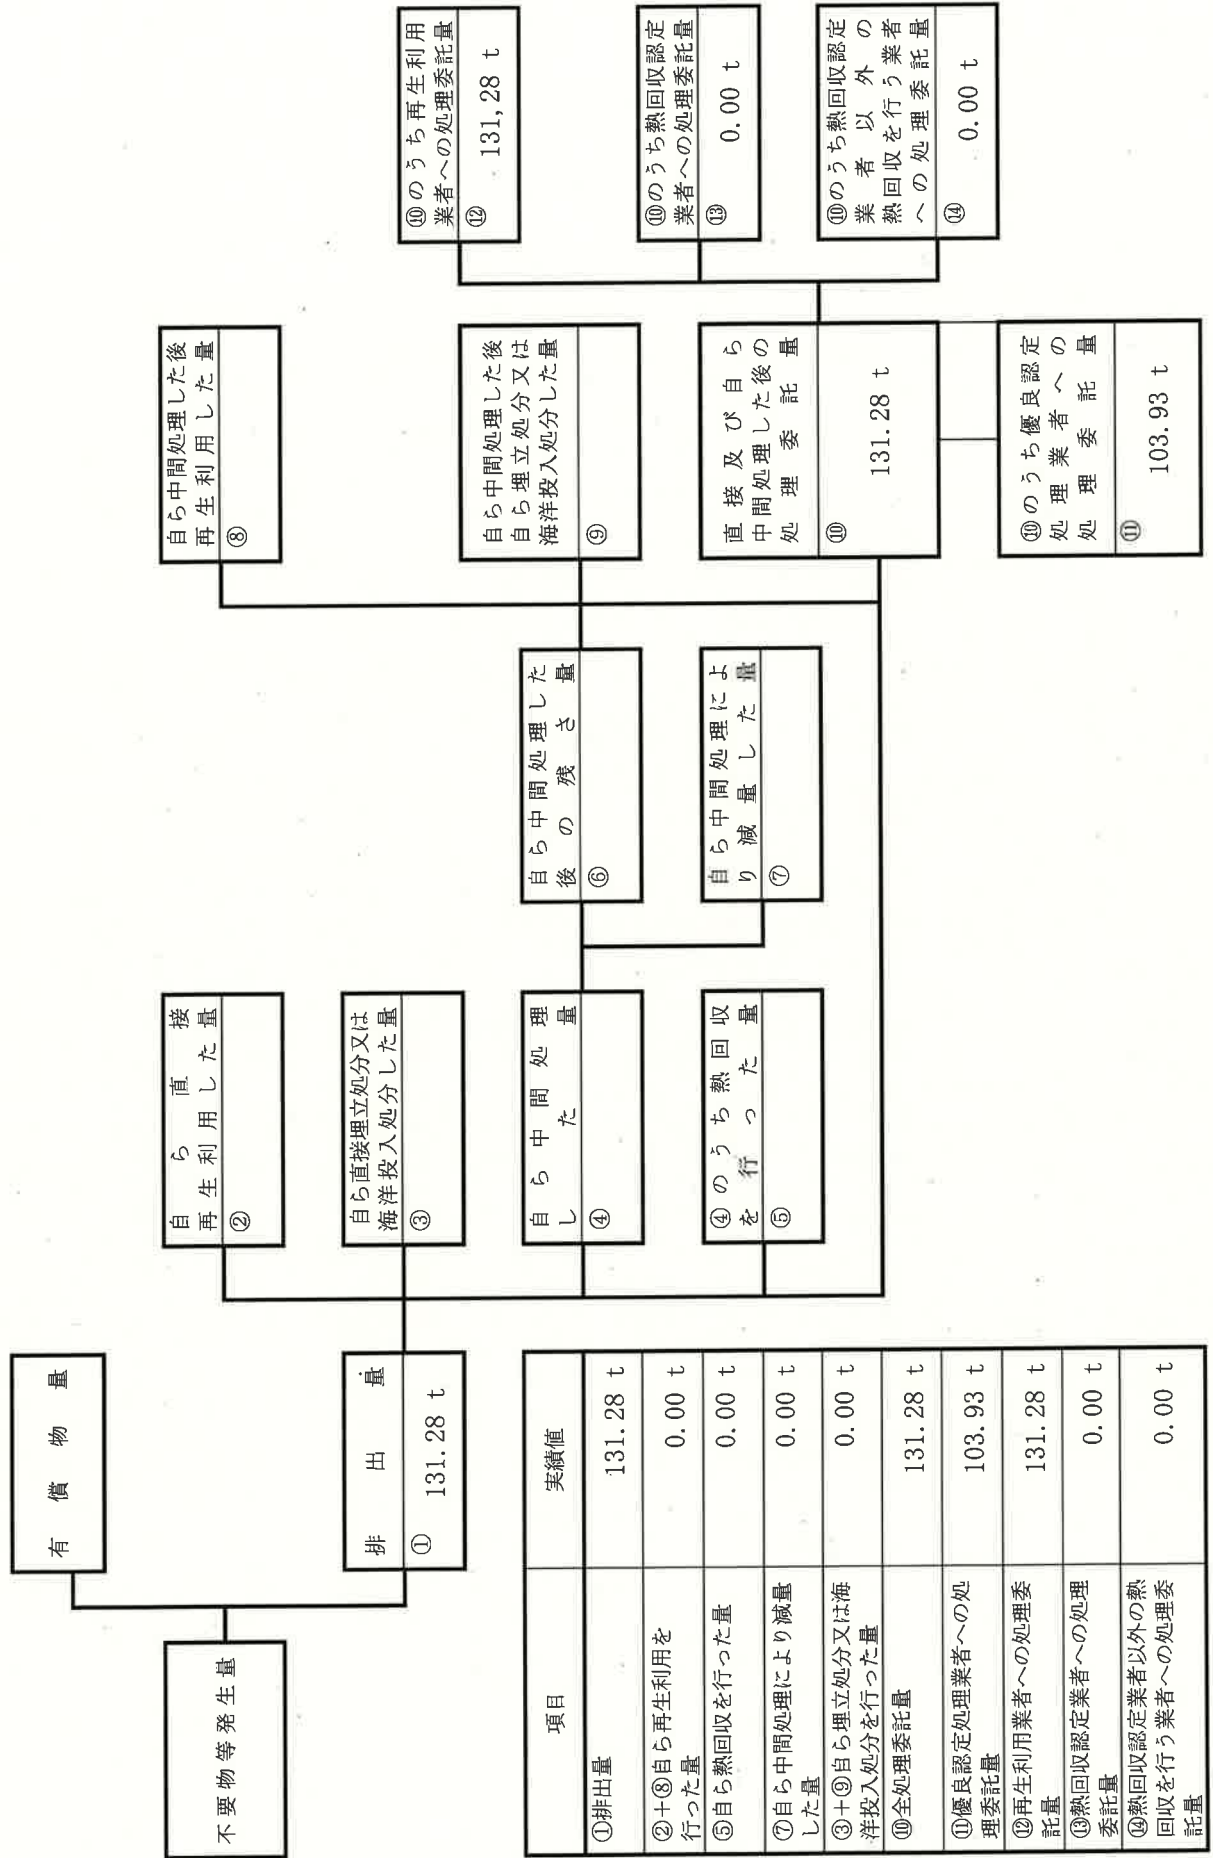 不要物等発生量
有償物量
排出量
① 131.28 t
自ら直接
再生利用した量
②
自ら直接埋立処分又は
海洋投入処分した量
③
自ら中間処理
した量
④
④のうち熱回収
を行った量
⑤
自ら中間処理した
後の残さ量
⑥
自ら中間処理によ
り減量した量
⑦
自ら中間処理した後
再生利用した量
⑧
自ら中間処理した後
自ら埋立処分又は
海洋投入処分した量
⑨
直接及び自ら
中間処理した後の
処理委託量
⑩
131.28 t
⑩のうち優良認定
処理業者への
処理委託量
⑪
103.93 t
⑩のうち再生利用
業者への処理委託量
⑫
131,28 t
⑩のうち熱回収認定
業者への処理委託量
⑬
0.00 t
⑩のうち熱回収認定
業者以外の
熱回収を行う業者
への処理委託量
⑭
0.00 t
項目 実績値
①排出量 131.28 t
②+⑧自ら再生利用を
行った量 0.00 t
⑤自ら熱回収を行った量 0.00 t
⑦自ら中間処理により減量
した量 0.00 t
③+⑨自ら埋立処分又は海
洋投入処分を行った量 0.00 t
⑩全処理委託量 131.28 t
⑪優良認定処理業者への処
理委託量 103.93 t
⑫再生利用業者への処理委
託量 131.28 t
⑬熱回収認定業者への処理
委託量 0.00 t
⑭熱回収認定業者以外の熱
回収を行う業者への処理委
託量 0.00 t